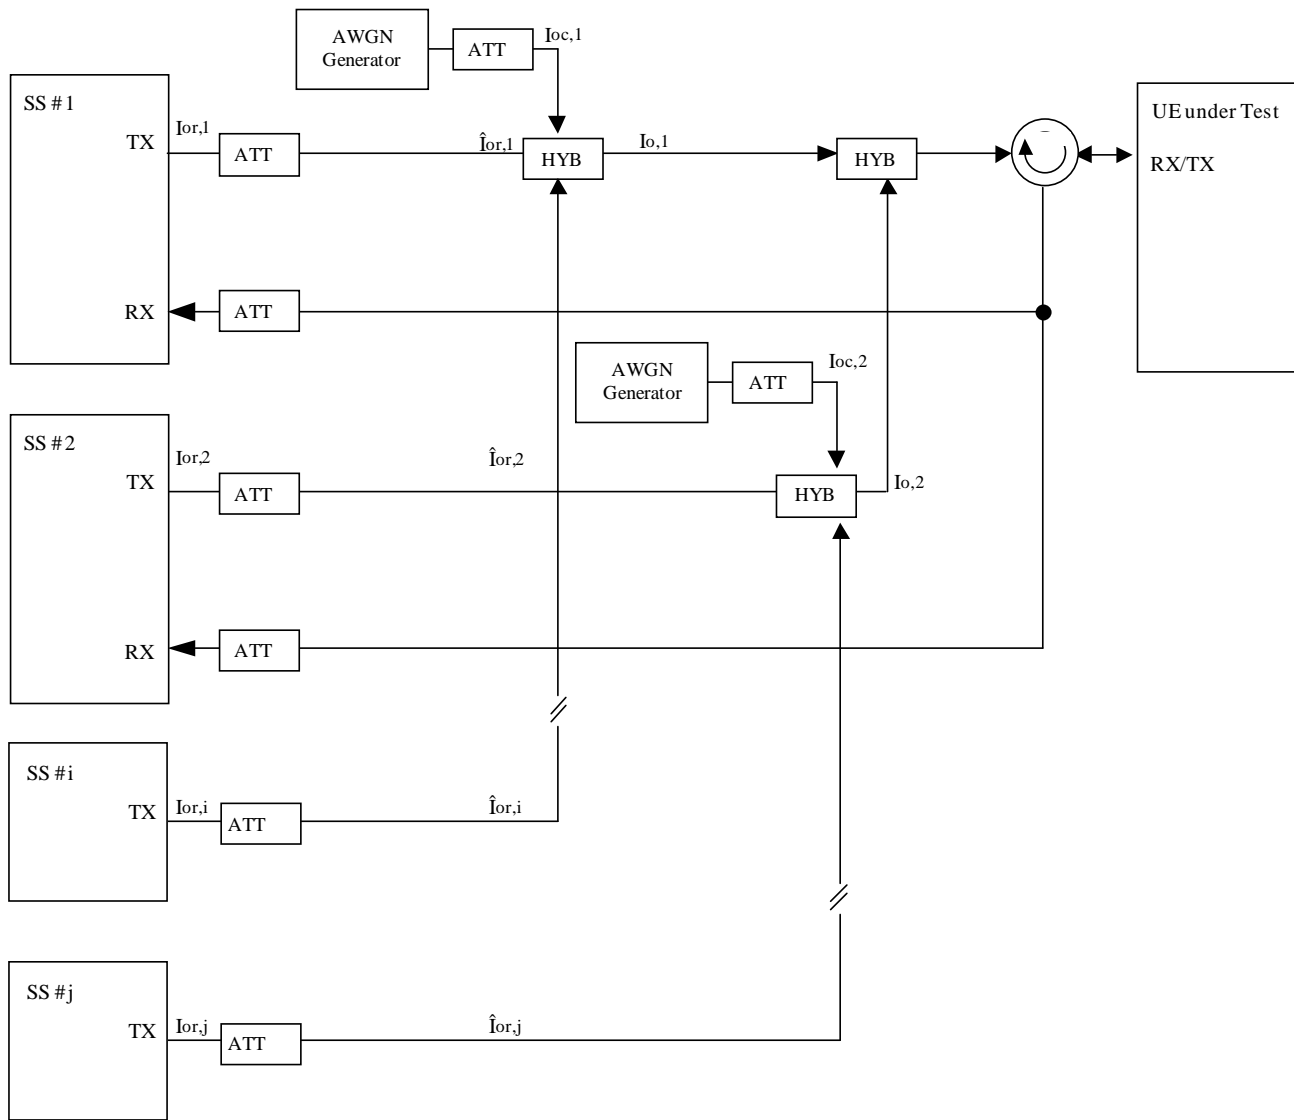 AWGN
Generator
ATT
Ioc,1
SS #1
TX
Ior,1
ATT
Îor,1
HYB
Io,1
HYB
UE under Test
RX/TX
RX
ATT
AWGN
Generator
ATT
Ioc,2
SS #2
TX
Ior,2
ATT
Îor,2
HYB
Io,2
RX
ATT
SS #i
TX
Ior,i
ATT
Îor,i
SS #j
TX
Ior,j
ATT
Îor,j